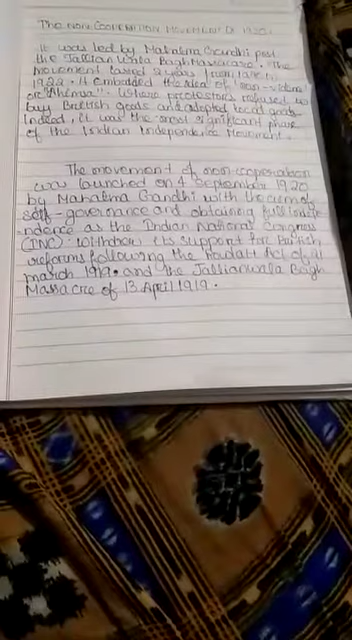 The NON COOPERATION MOVEMENT IN 1920:
It was led by Mahatma Gandhi post
the Jallian Wala Bagh Massacare. The
movement lasted 2 years from 1920 to
1922. It embodied the idea of "non-violence
or "Ahimsa". Where protestors refused to
buy British goods and adopted local goods
Indeed, it was the most significant phase
of the Indian Independence Movement.
The movement of non-cooperation
was launched on 4 September 1920
by Mahatma Gandhi with the aim of
self-governance and obtaining full indepe
-ndence as the Indian National Congress
(INC) withdrew its support for British
reforms following the Rowlatt Act of 21
march 1919. and the Jallianwala Bagh
Massacre of 13 April 1919.